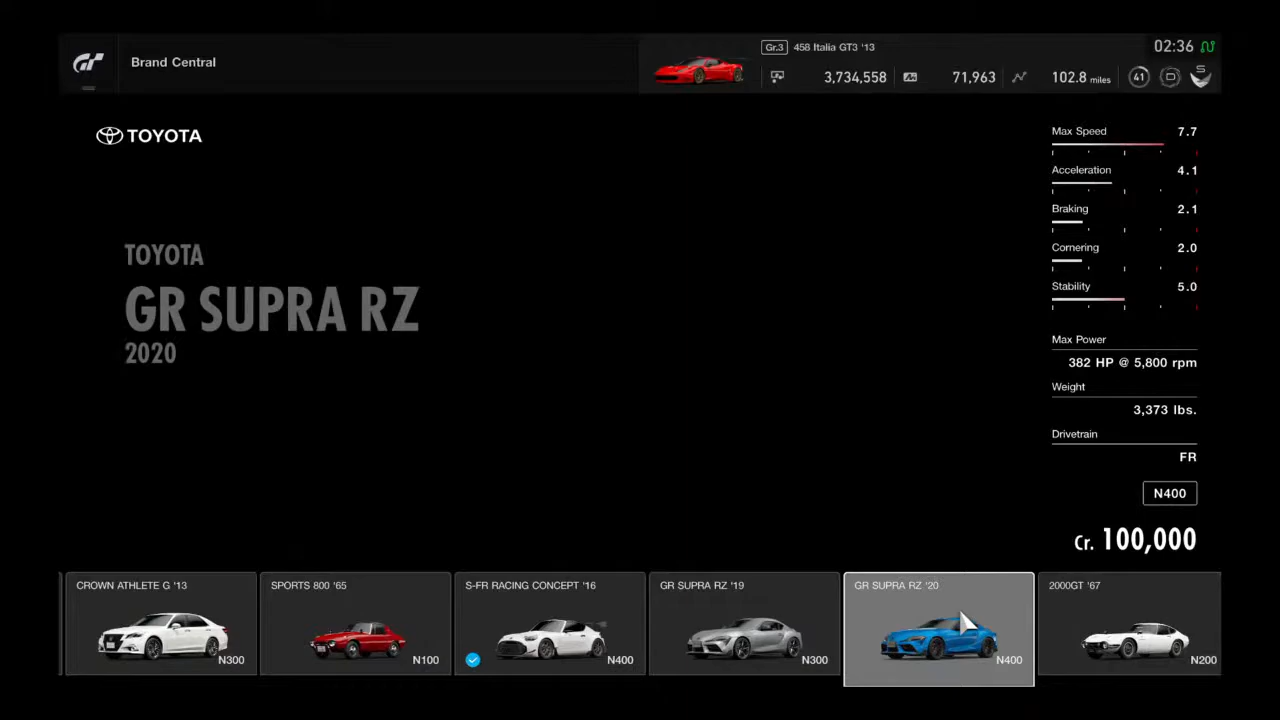 Brand Central
Gr.3 458 Italia GT3 '13
02:36
3,734,558
71,963
102.8 miles
41
D
S
TOYOTA
TOYOTA
GR SUPRA RZ
2020
Max Speed 7.7
Acceleration 4.1
Braking 2.1
Cornering 2.0
Stability 5.0
Max Power
382 HP @ 5,800 rpm
Weight
3,373 lbs.
Drivetrain
FR
N400
Cr. 100,000
CROWN ATHLETE G '13
N300
SPORTS 800 '65
N100
S-FR RACING CONCEPT '16
N400
GR SUPRA RZ '19
N300
GR SUPRA RZ '20
N400
2000GT '67
N200